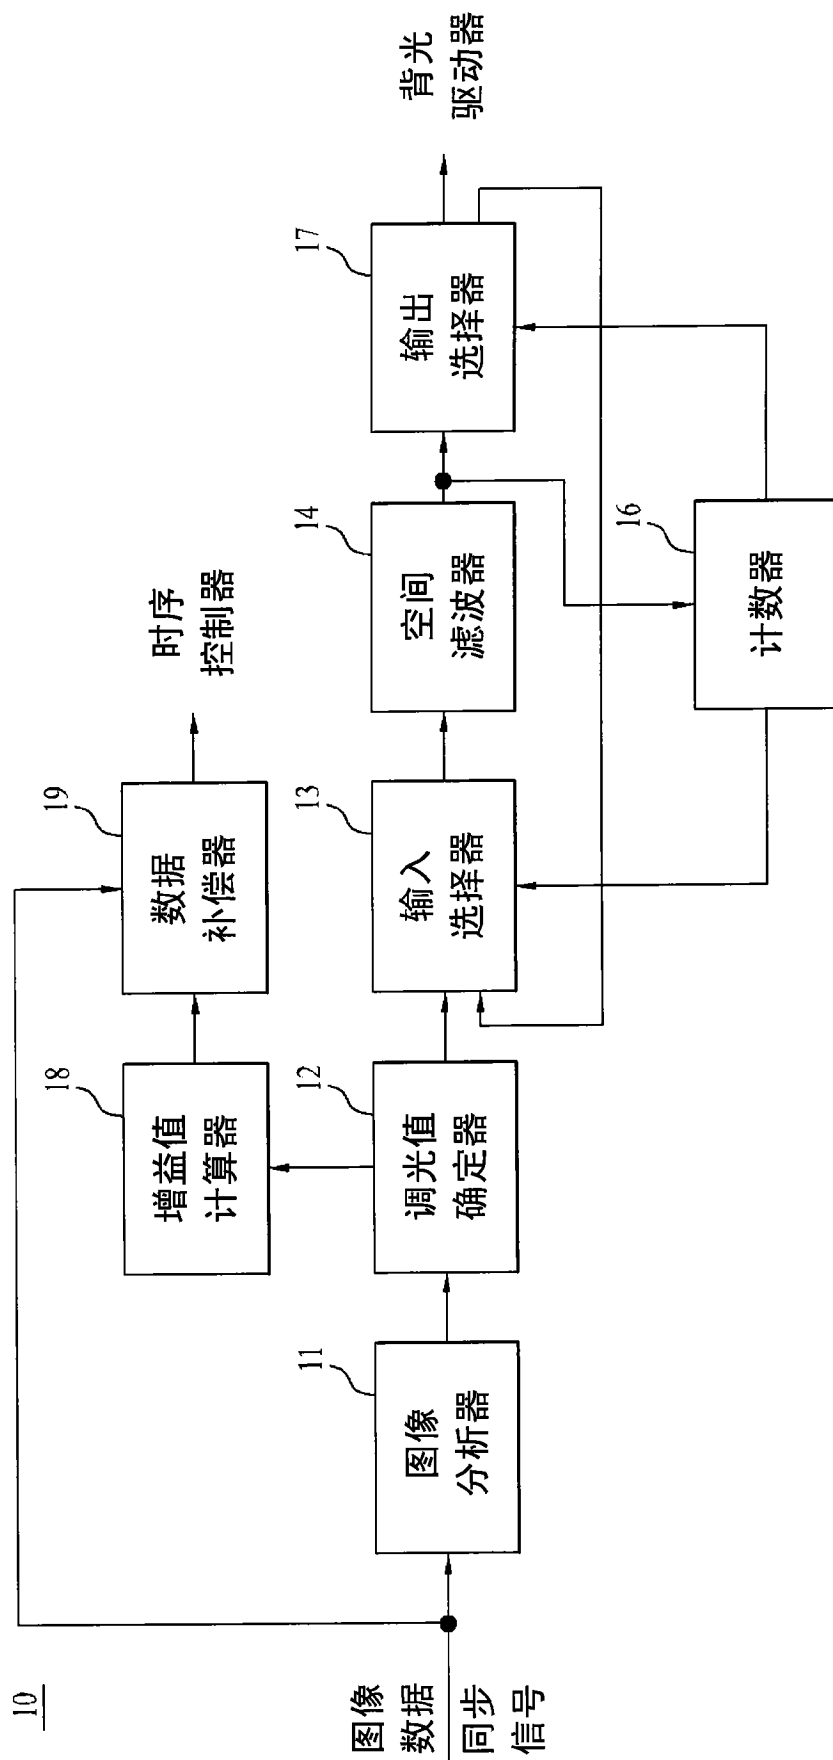 10
图像
数据
同步
信号
11
图像
分析器
12
调光值
确定器
18
增益值
计算器
19
数据
补偿器
时序
控制器
13
输入
选择器
14
空间
滤波器
17
输出
选择器
背光
驱动器
16
计数器